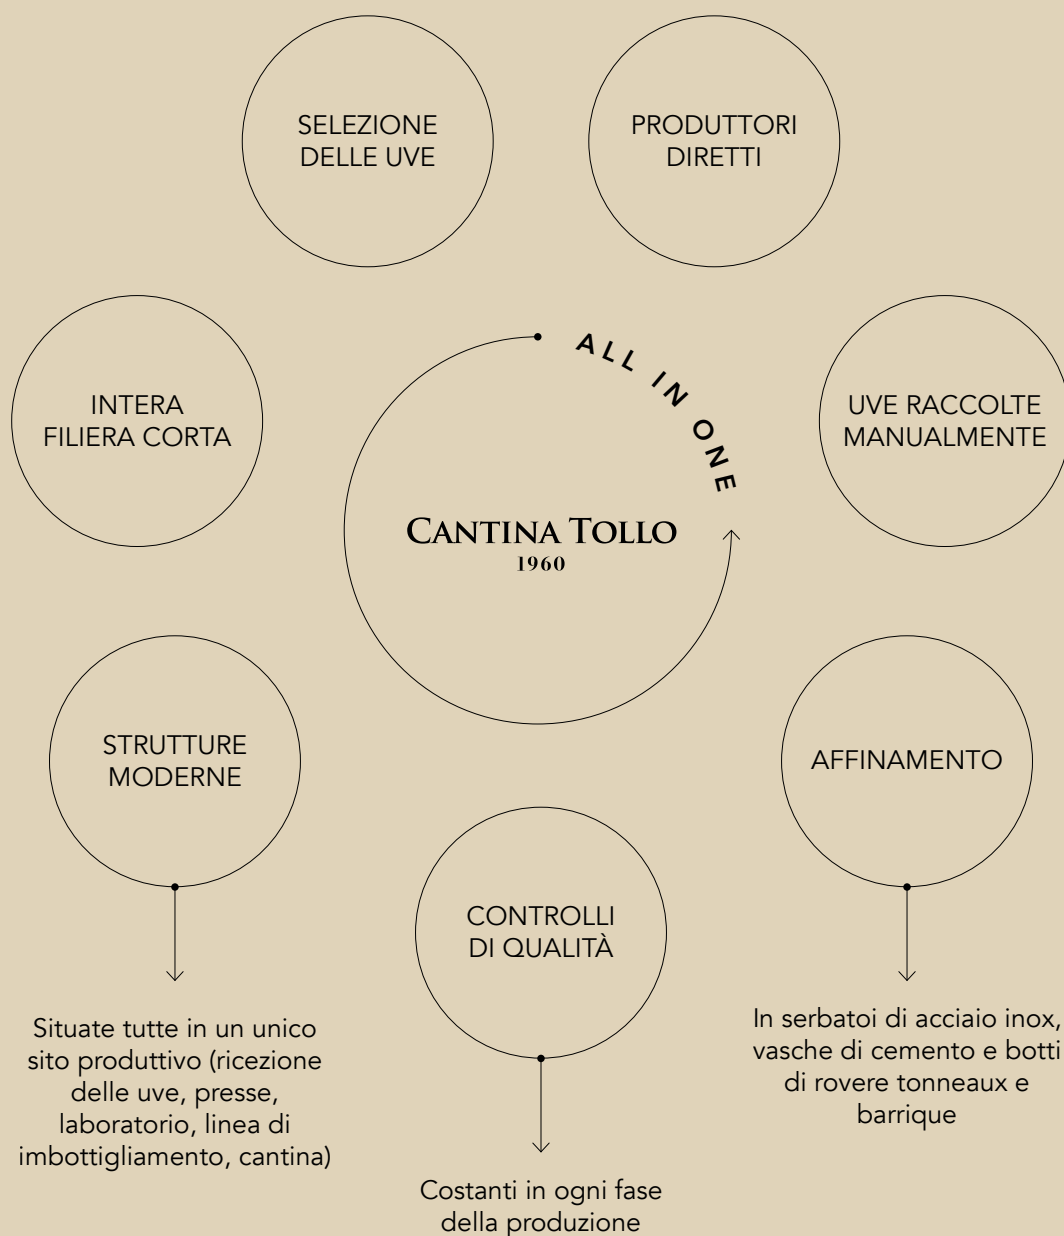 SELEZIONE
DELLE UVE
PRODUTTORI
DIRETTI
ALL IN ONE
INTERA
FILIERA CORTA
UVE RACCOLTE
MANUALMENTE
CANTINA TOLLO
1960
STRUTTURE
MODERNE
AFFINAMENTO
CONTROLLI
DI QUALITÀ
Situate tutte in un unico
sito produttivo (ricezione
delle uve, presse,
laboratorio, linea di
imbottigliamento, cantina)
In serbatoi di acciaio inox,
vasche di cemento e botti
di rovere tonneaux e
barrique
Costanti in ogni fase
della produzione